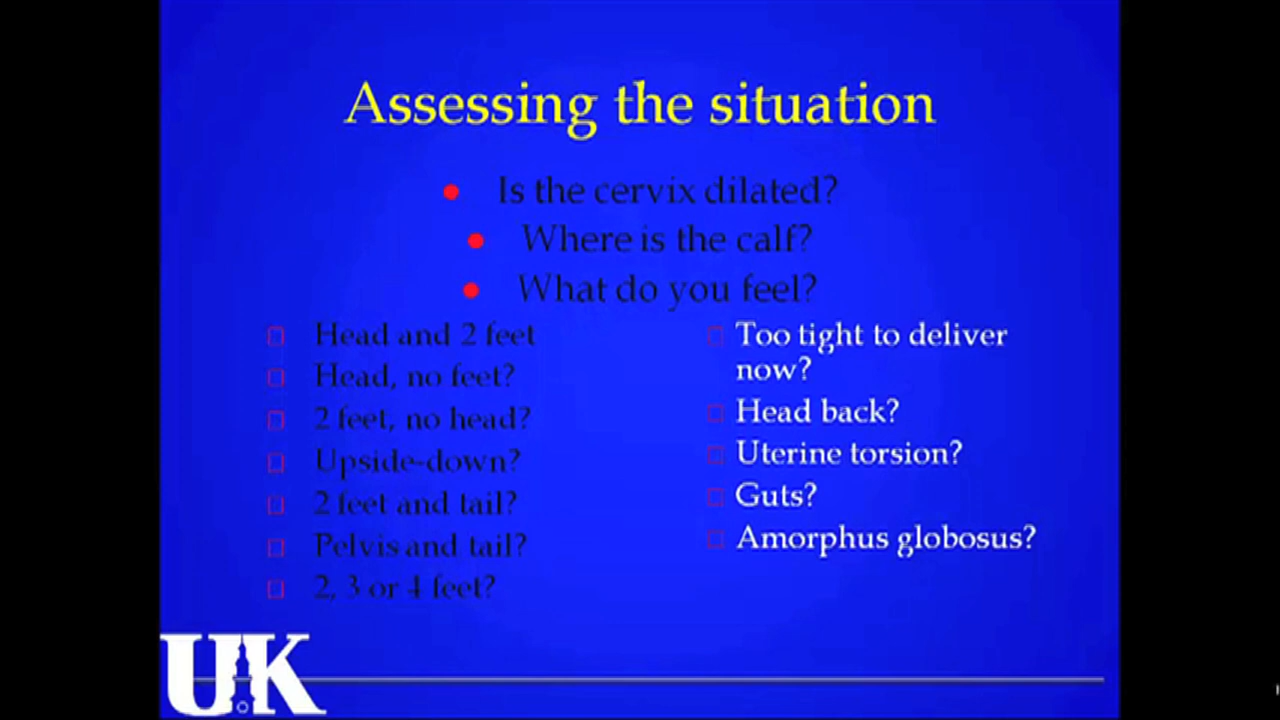 Assessing the situation
Is the cervix dilated?
Where is the calf?
What do you feel?
Head and 2 feet
Head, no feet?
2 feet, no head?
Upside-down?
2 feet and tail?
Pelvis and tail?
2, 3 or 4 feet?
Too tight to deliver
now?
Head back?
Uterine torsion?
Guts?
Amorphus globosus?
UK